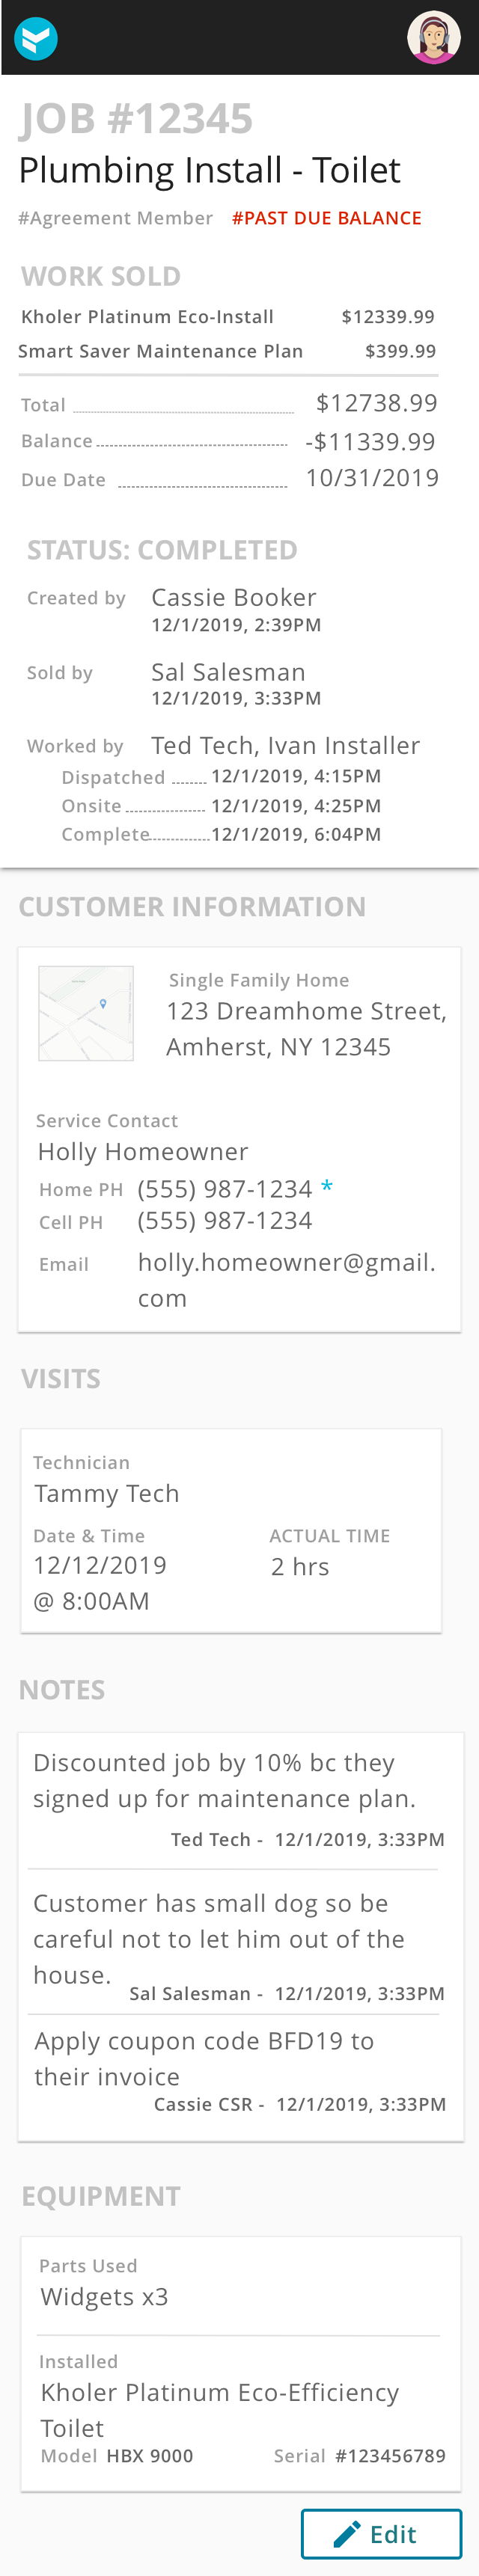 JOB #12345
Plumbing Install - Toilet
#Agreement Member #PAST DUE BALANCE
WORK SOLD
Kholer Platinum Eco-Install $12339.99
Smart Saver Maintenance Plan $399.99
Total $12738.99
Balance -$11339.99
Due Date 10/31/2019
STATUS: COMPLETED
Created by Cassie Booker
12/1/2019, 2:39PM
Sold by Sal Salesman
12/1/2019, 3:33PM
Worked by Ted Tech, Ivan Installer
Dispatched 12/1/2019, 4:15PM
Onsite 12/1/2019, 4:25PM
Complete 12/1/2019, 6:04PM
CUSTOMER INFORMATION
Single Family Home
123 Dreamhome Street,
Amherst, NY 12345
Service Contact
Holly Homeowner
Home PH (555) 987-1234 *
Cell PH (555) 987-1234
Email holly.homeowner@gmail.
com
VISITS
Technician
Tammy Tech
Date & Time ACTUAL TIME
12/12/2019 2 hrs
@ 8:00AM
NOTES
Discounted job by 10% bc they
signed up for maintenance plan.
Ted Tech - 12/1/2019, 3:33PM
Customer has small dog so be
careful not to let him out of the
house.
Sal Salesman - 12/1/2019, 3:33PM
Apply coupon code BFD19 to
their invoice
Cassie CSR - 12/1/2019, 3:33PM
EQUIPMENT
Parts Used
Widgets x3
Installed
Kholer Platinum Eco-Efficiency
Toilet
Model HBX 9000 Serial #123456789
Edit